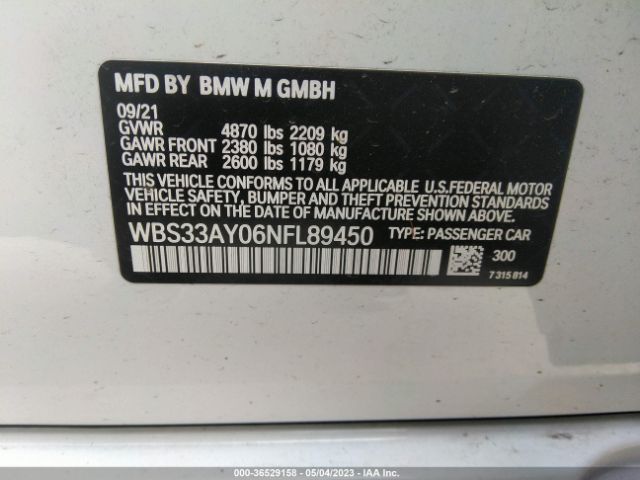 MFD BY BMW M GMBH
09/21
GVWR 4870 lbs 2209 kg
GAWR FRONT 2380 lbs 1080 kg
GAWR REAR 2600 lbs 1179 kg
THIS VEHICLE CONFORMS TO ALL APPLICABLE U.S.FEDERAL MOTOR
VEHICLE SAFETY, BUMPER, AND THEFT PREVENTION STANDARDS
IN EFFECT ON THE DATE OF MANUFACTURE SHOWN ABOVE.
WBS33AY06NFL89450 TYPE: PASSENGER CAR
300
7 315 814
000-36529158 - 05/04/2023 - IAAI.COM